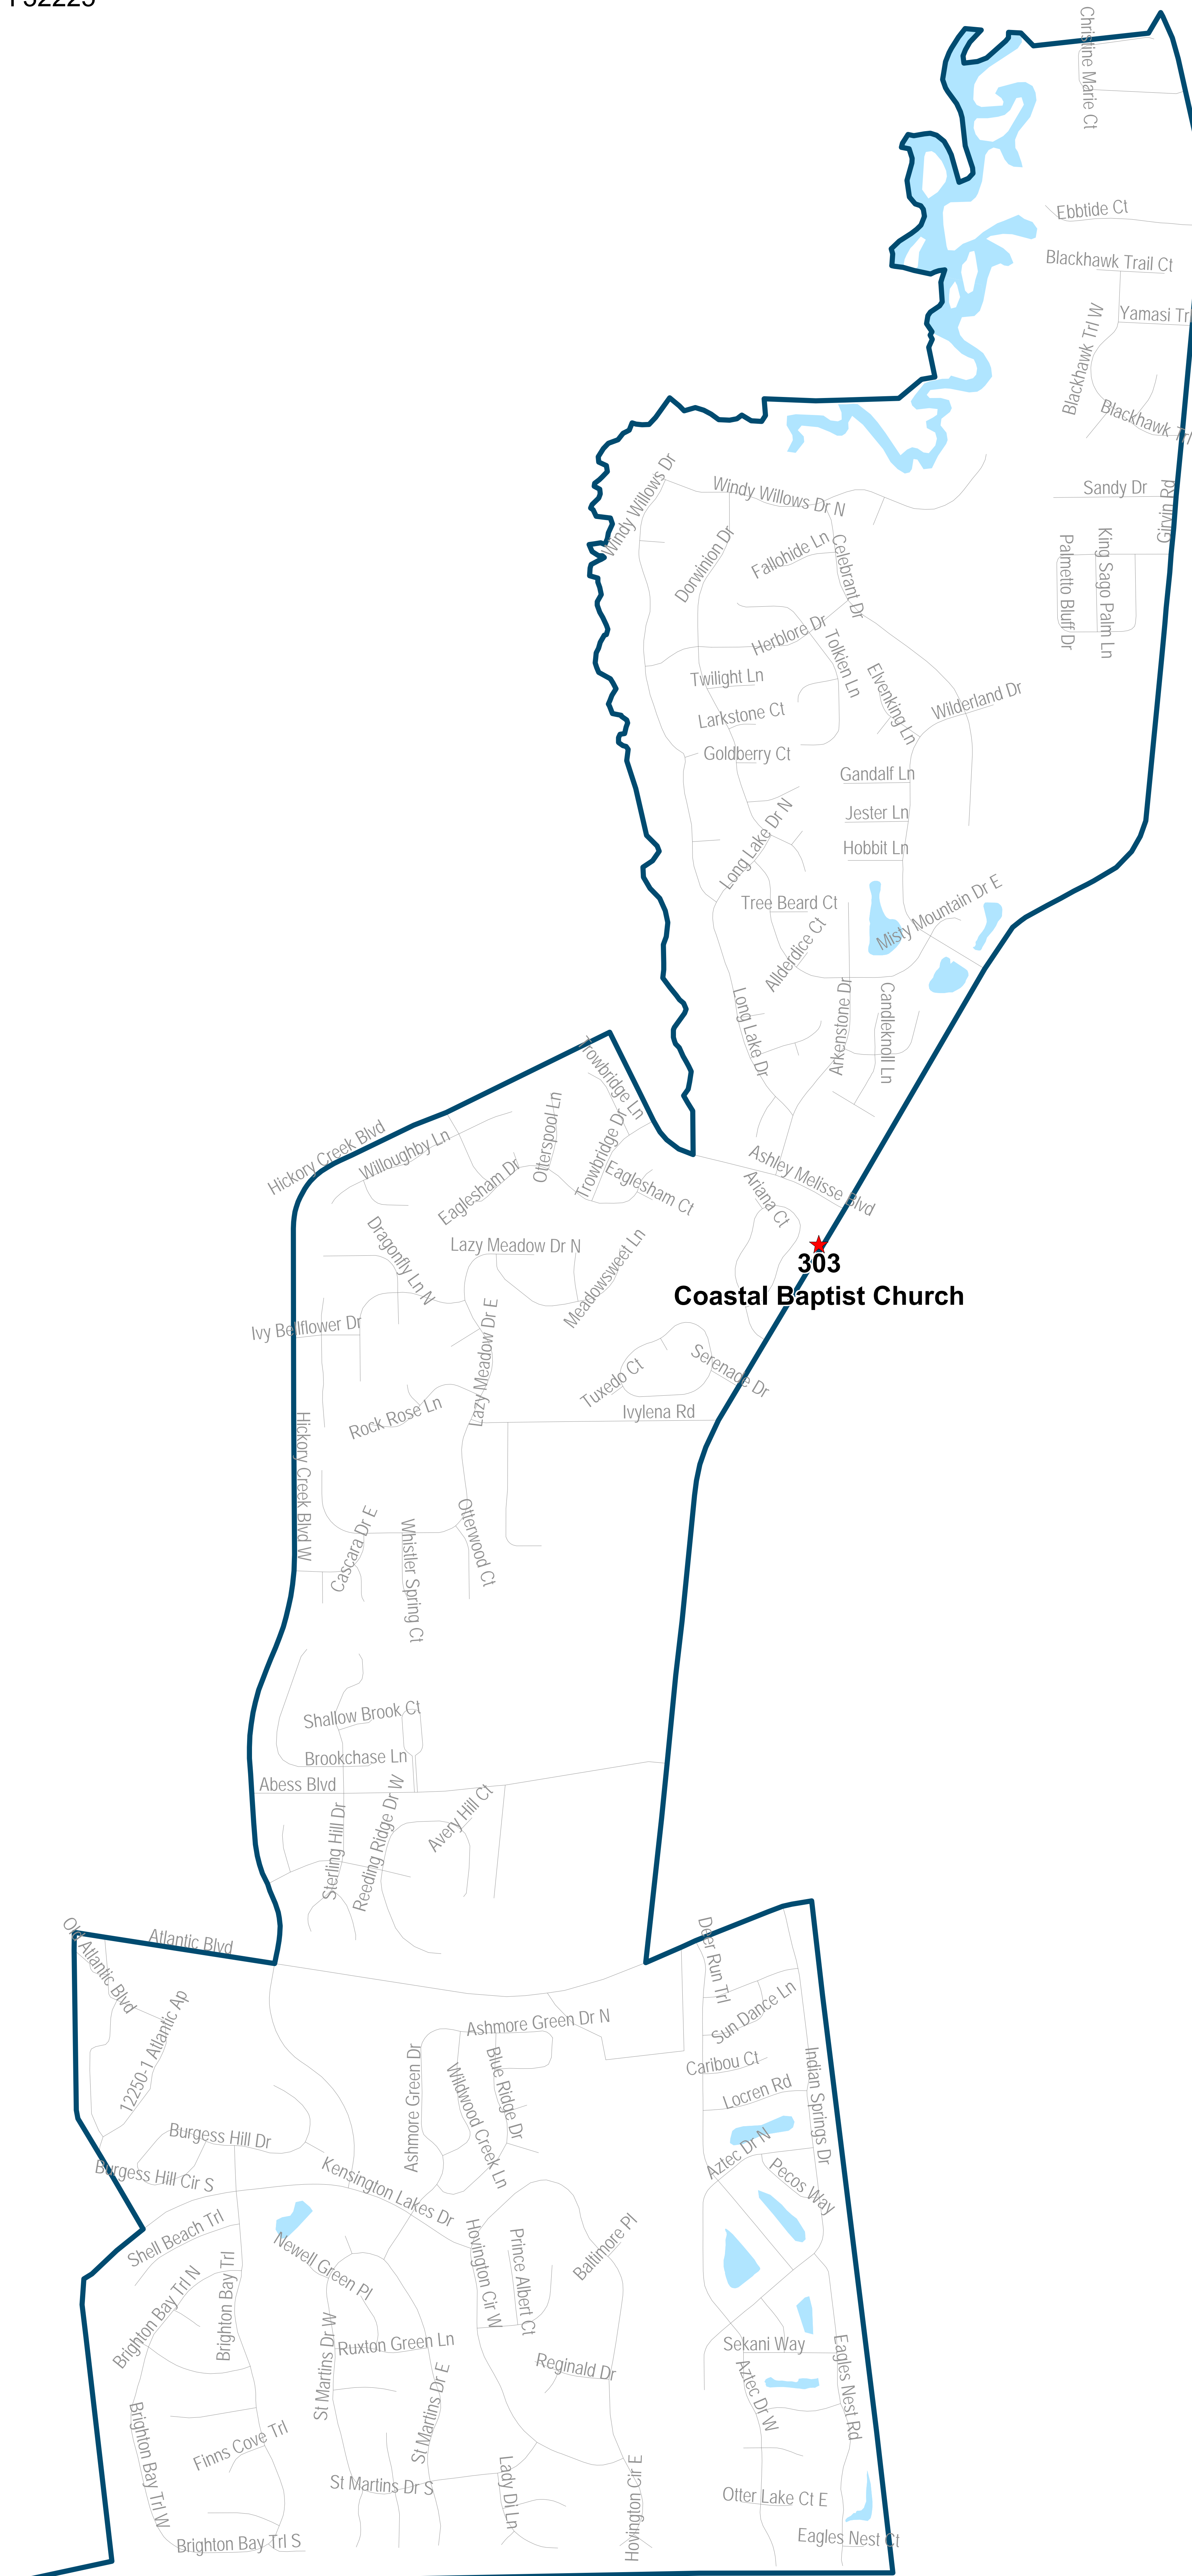 Christine Marie Ct
Ebbtide Ct
Blackhawk Trail Ct
Yamasi Trl
Blackhawk Trl W
Blackhawk Trl
Windy Willows Dr
Windy Willows Dr N
Sandy Dr
Girvin Rd
Dorwinion Dr
Fallohide Ln
Celebrant Dr
Palmetto Bluff Dr
King Sago Palm Ln
Herblore Dr
Tolkien Ln
Twilight Ln
Elvenking Ln
Wilderland Dr
Larkstone Ct
Goldberry Ct
Gandalf Ln
Jester Ln
Long Lake Dr N
Hobbit Ln
Tree Beard Ct
Misty Mountain Dr E
Allderdice Ct
Long Lake Dr
Arkenstone Dr
Candleknoll Ln
Trowbridge Ln
Hickory Creek Blvd
Willoughby Ln
Otterspool Ln
Trowbridge Dr
Eaglesham Dr
Eaglesham Ct
Ashley Melisse Blvd
Ariana Ct
Dragonfly Ln N
Lazy Meadow Dr N
Meadowsweet Ln
303
Coastal Baptist Church
Ivy Bellflower Dr
Lazy Meadow Dr E
Tuxedo Ct
Serenade Dr
Rock Rose Ln
Ivylena Rd
Hickory Creek Blvd W
Cascara Dr E
Whistler Spring Ct
Otterwood Ct
Shallow Brook Ct
Brookchase Ln
Abess Blvd
Sterling Hill Dr
Reeding Ridge Dr W
Avery Hill Ct
Old Atlantic Blvd
Atlantic Blvd
Deer Run Trl
12250-1 Atlantic Ap
Ashmore Green Dr N
Sun Dance Ln
Ashmore Green Dr
Wildwood Creek Ln
Blue Ridge Dr
Caribou Ct
Locren Rd
Indian Springs Dr
Burgess Hill Dr
Aztec Dr N
Burgess Hill Cir S
Kensington Lakes Dr
Pecos Way
Shell Beach Trl
Newell Green Pl
Hovington Cir W
Prince Albert Ct
Baltimore Pl
Brighton Bay Trl N
Brighton Bay Trl
St Martins Dr W
Ruxton Green Ln
Sekani Way
Reginald Dr
Aztec Dr W
Eagles Nest Rd
Brighton Bay Trl W
Finns Cove Trl
St Martins Dr E
St Martins Dr S
Lady Di Ln
Hovington Cir E
Otter Lake Ct E
Brighton Bay Trl S
Eagles Nest Ct